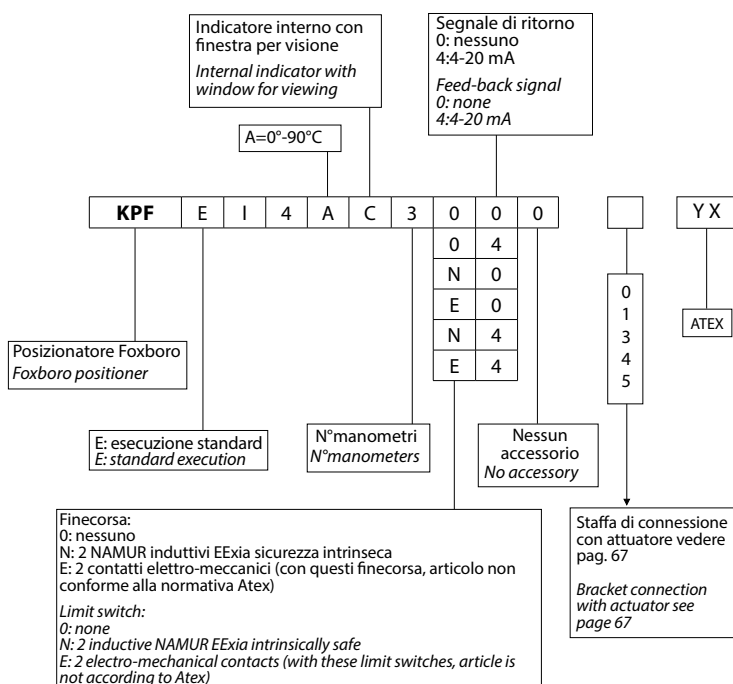 Indicatore interno con
finestra per visione
Internal indicator with
window for viewing
Segnale di ritorno
0: nessuno
4:4-20 mA
Feed-back signal
0: none
4:4-20 mA
A=0°-90°C
KPF E I 4 A C 3 0 0 0 Y X
0 4
N 0
E 0
N 4
E 4
0
1
3
4
5
ATEX
Posizionatore Foxboro
Foxboro positioner
E: esecuzione standard
E: standard execution
N°manometri
N°manometers
Nessun
accessorio
No accessory
Finecorsa:
0: nessuno
N: 2 NAMUR induttivi EExia sicurezza intrinseca
E: 2 contatti elettro-meccanici (con questi finecorsa, articolo non
conforme alla normativa Atex)
Limit switch:
0: none
N: 2 inductive NAMUR EExia intrinsically safe
E: 2 electro-mechanical contacts (with these limit switches, article is
not according to Atex)
Staffa di connessione
con attuatore vedere
pag. 67
Bracket connection
with actuator see
page 67